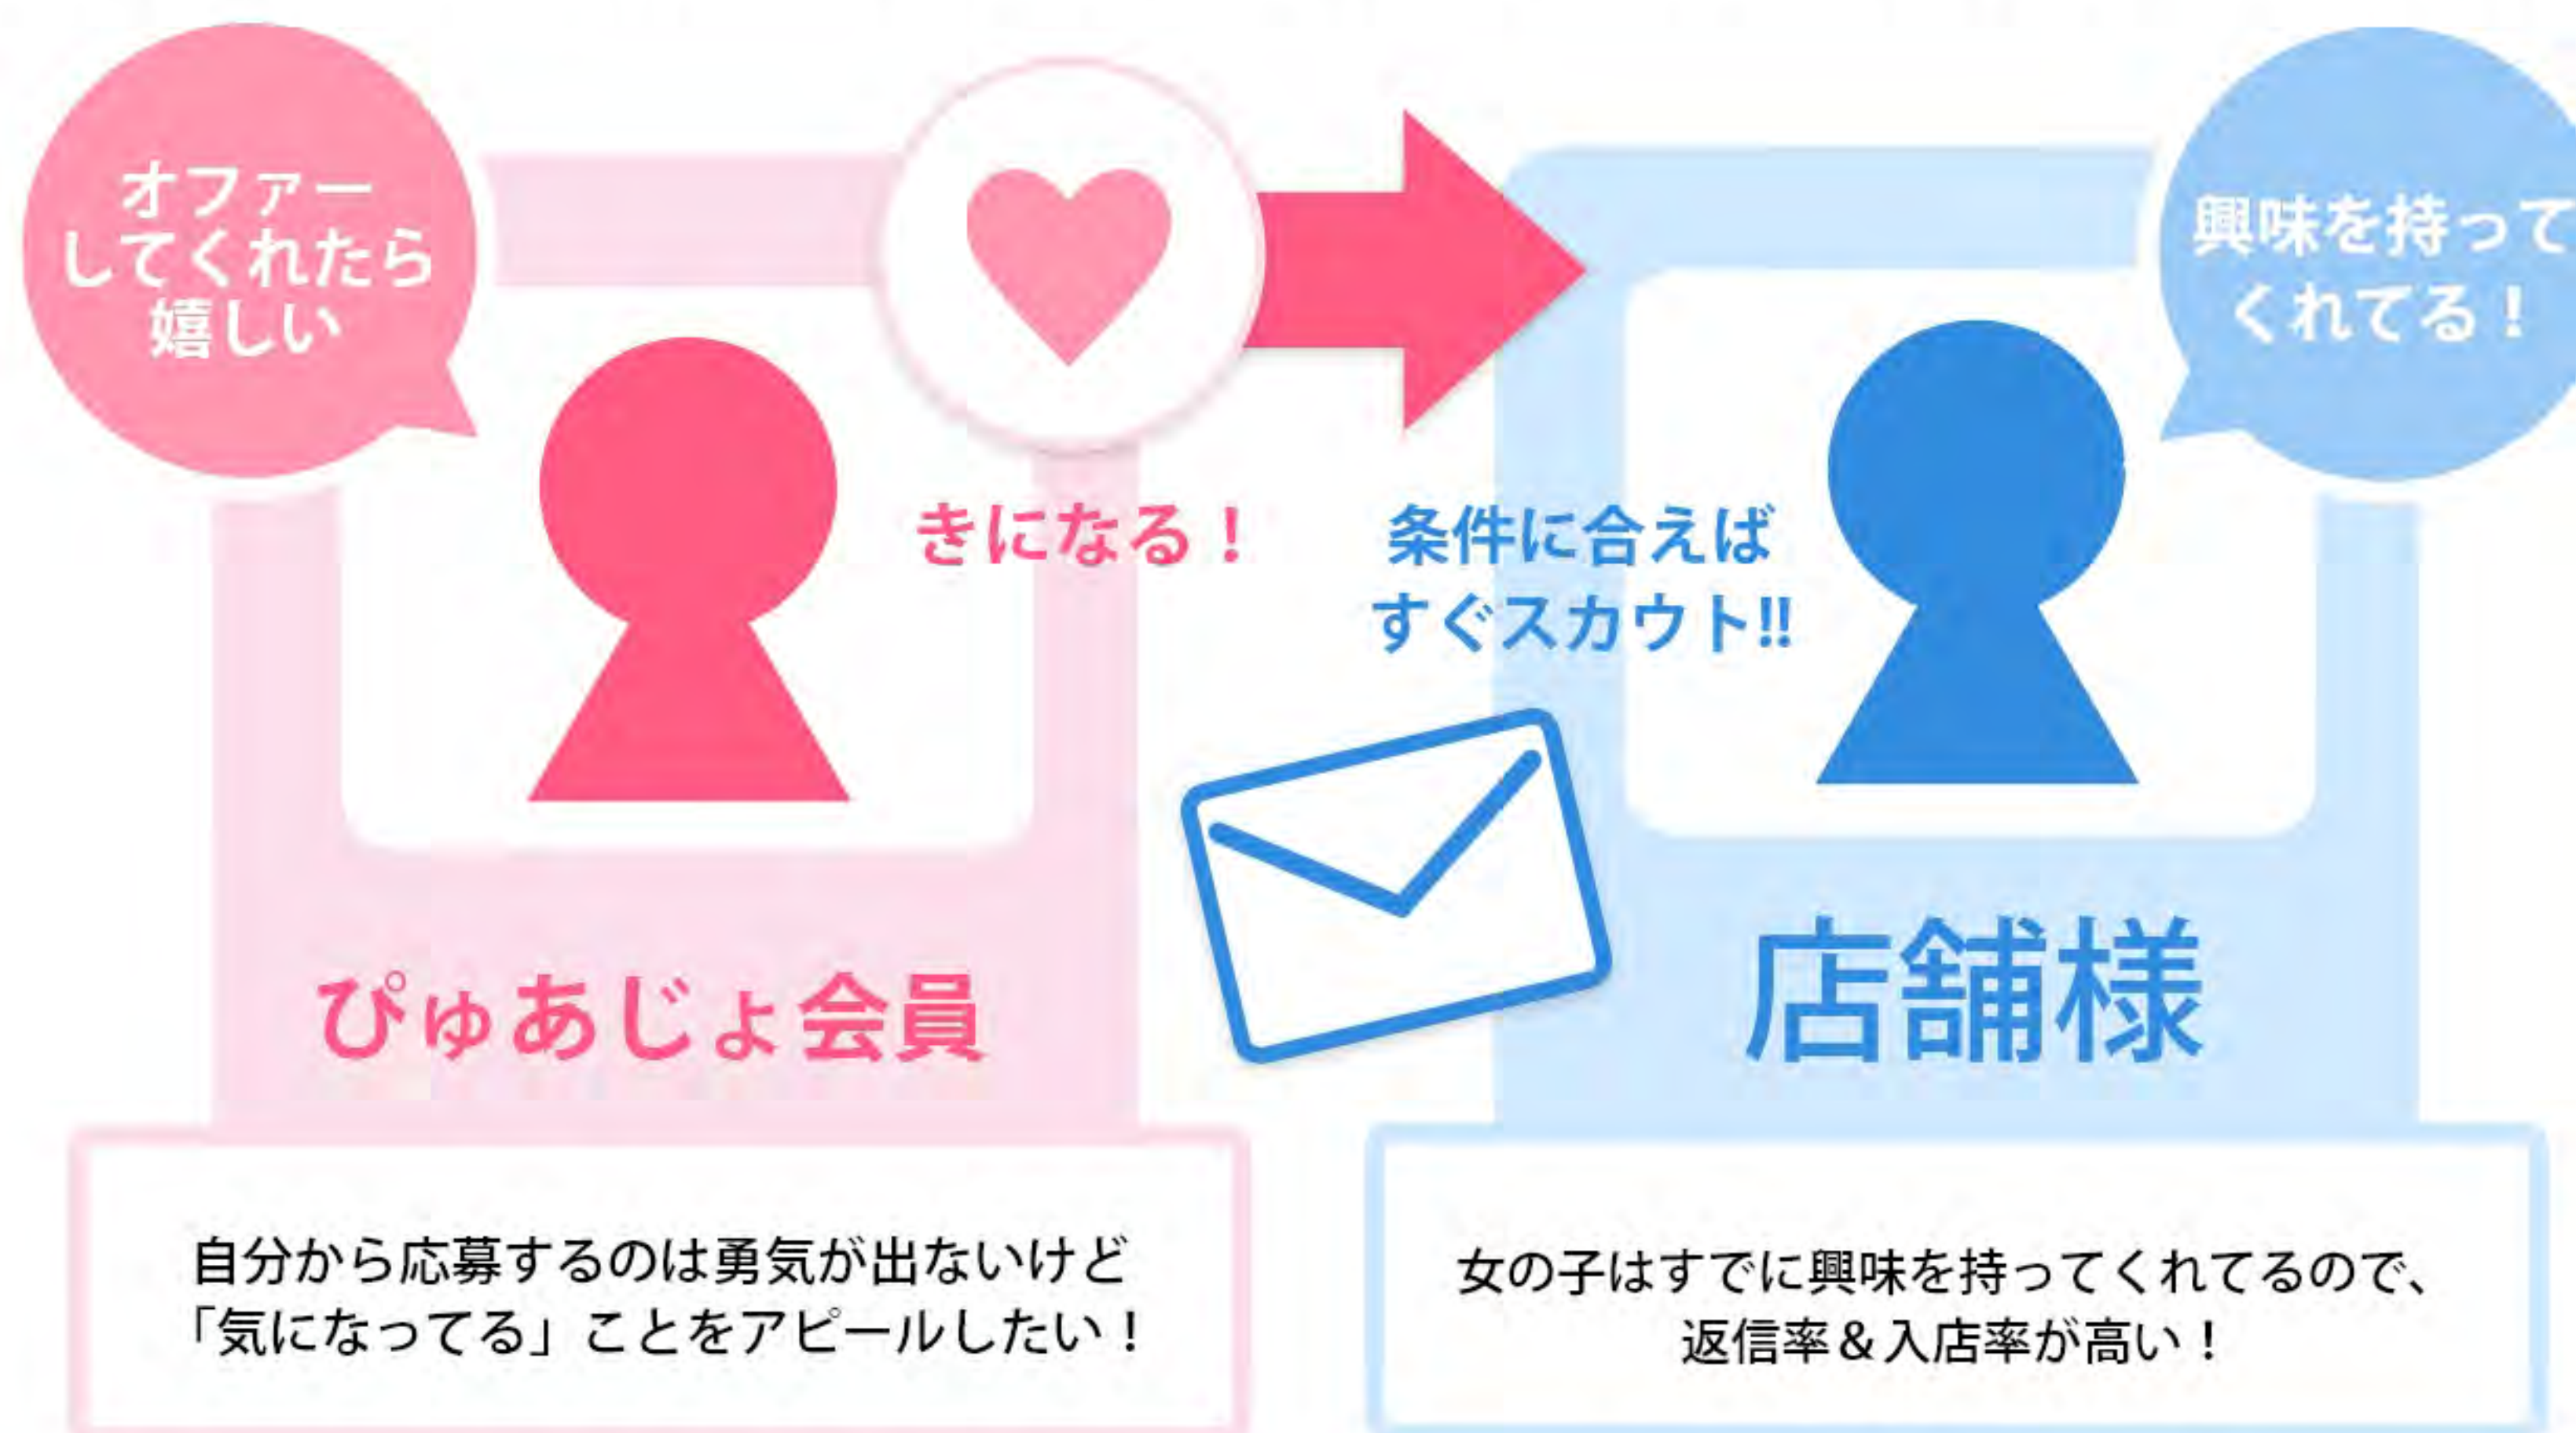 オファー
してくれたら
嬉しい
きになる！
ぴゅあじょ会員
自分から応募するのは勇気が出ないけど
「気になってる」ことをアピールしたい！
興味を持って
くれてる！
条件に合えば
すぐスカウト!!
店舗様
女の子はすでに興味を持ってくれてるので、
返信率＆入店率が高い！